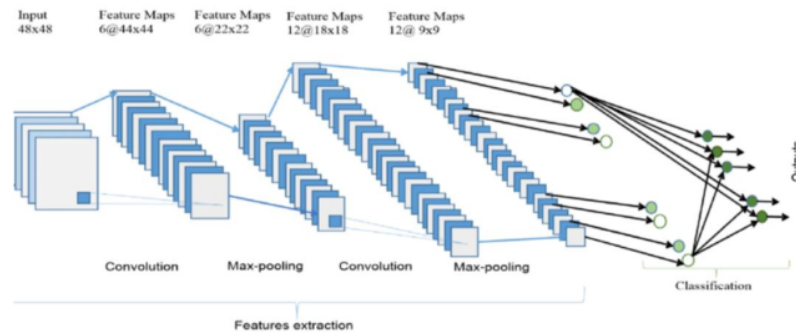 Input
48x48
Feature Maps
6@44x44
Feature Maps
6@22x22
Feature Maps
12@18x18
Feature Maps
12@ 9x9
Outputs
Convolution
Max-pooling
Convolution
Max-pooling
Classification
Features extraction